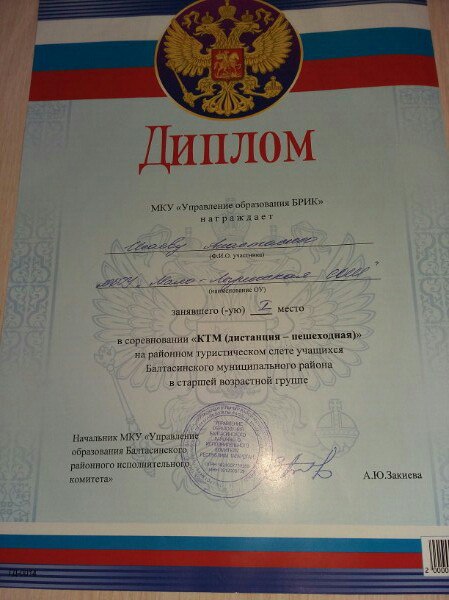 Диплом
МКУ «Управление образования БРИК»
награждает
(Ф.И.О. участника)
(наименование ОУ)
занявшего (-ую) I место
в соревновании «КТМ (дистанция – пешеходная)»
на районном туристическом слете учащихся
Балтасинского муниципального района
в старшей возрастной группе
Начальник МКУ «Управление
образования Балтасинского
районного исполнительного
комитета»
А.Ю.Закиева